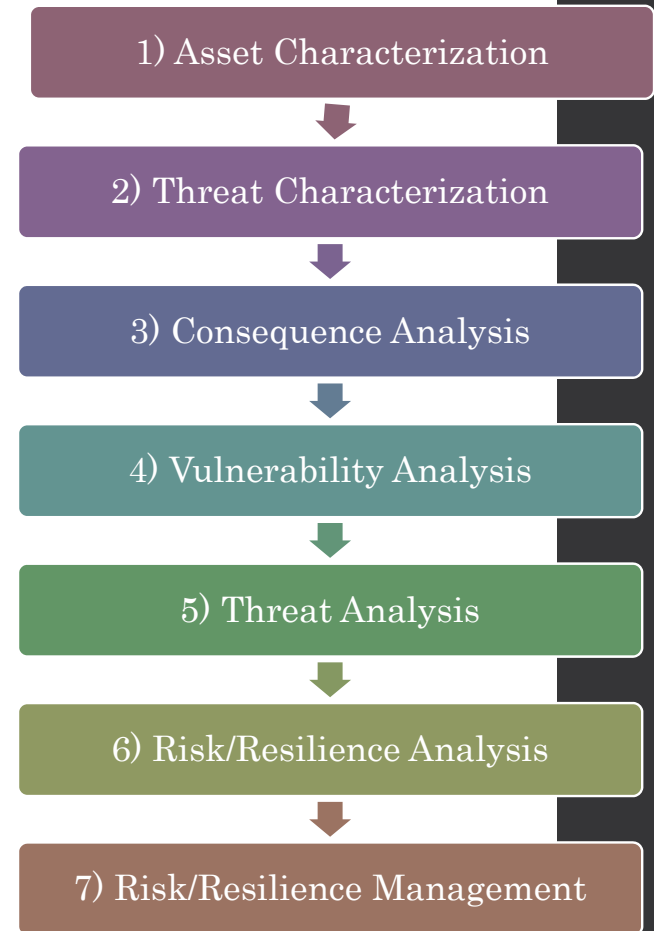 1) Asset Characterization
2) Threat Characterization
3) Consequence Analysis
4) Vulnerability Analysis
5) Threat Analysis
6) Risk/Resilience Analysis
7) Risk/Resilience Management